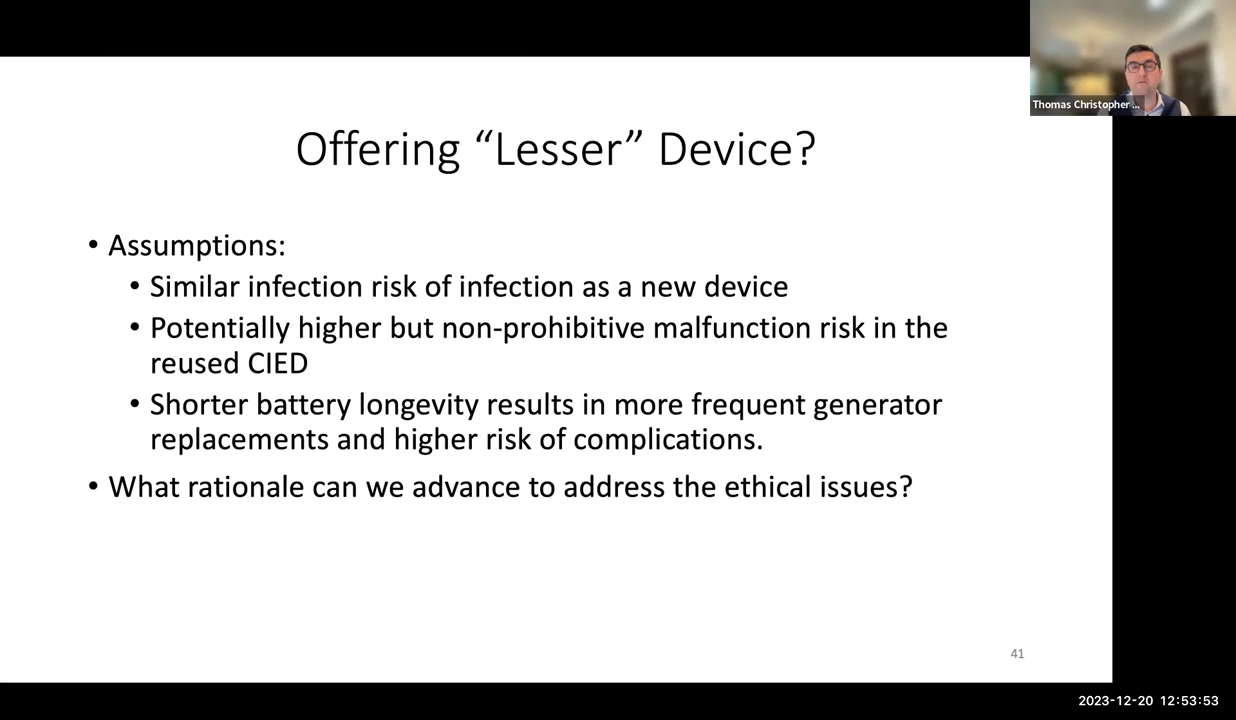 Thomas Christopher ...
Offering “Lesser” Device?
• Assumptions:
• Similar infection risk of infection as a new device
• Potentially higher but non-prohibitive malfunction risk in the
reused CIED
• Shorter battery longevity results in more frequent generator
replacements and higher risk of complications.
• What rationale can we advance to address the ethical issues?
41
2023-12-20 12:53:53